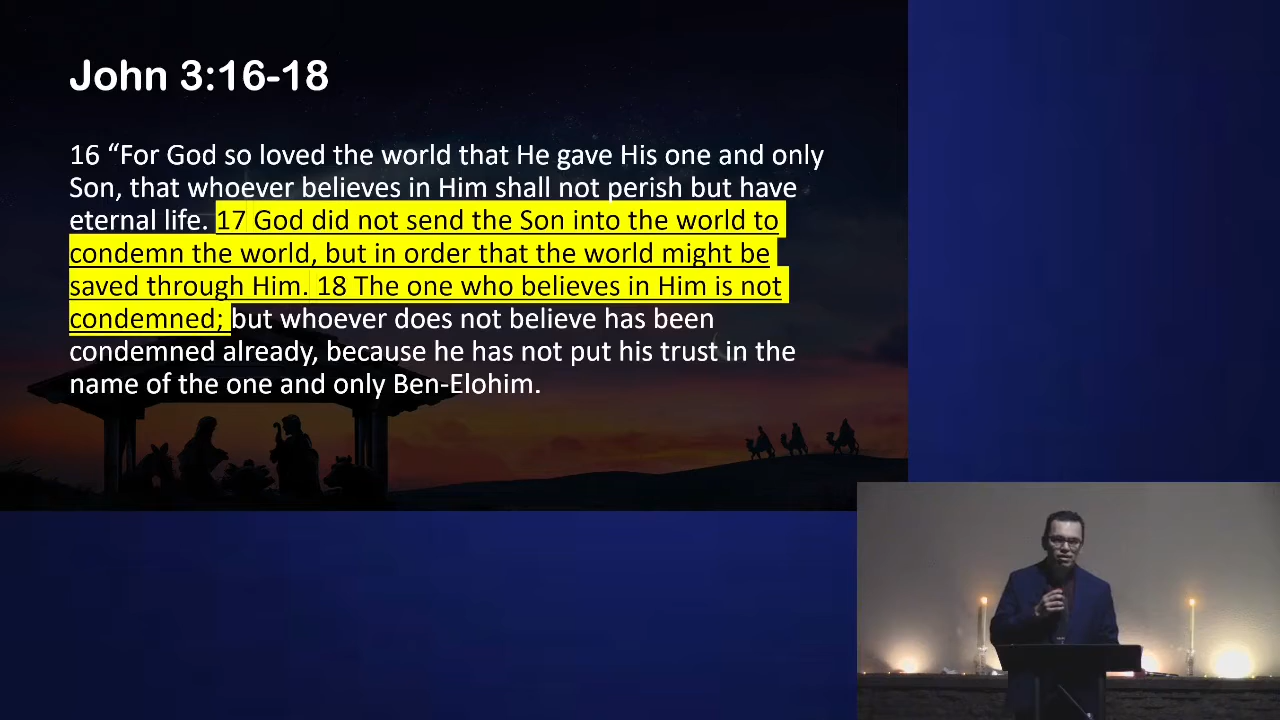 John 3:16-18
16 “For God so loved the world that He gave His one and only
Son, that whoever believes in Him shall not perish but have
eternal life. 17 God did not send the Son into the world to
condemn the world, but in order that the world might be
saved through Him. 18 The one who believes in Him is not
condemned; but whoever does not believe has been
condemned already, because he has not put his trust in the
name of the one and only Ben-Elohim.